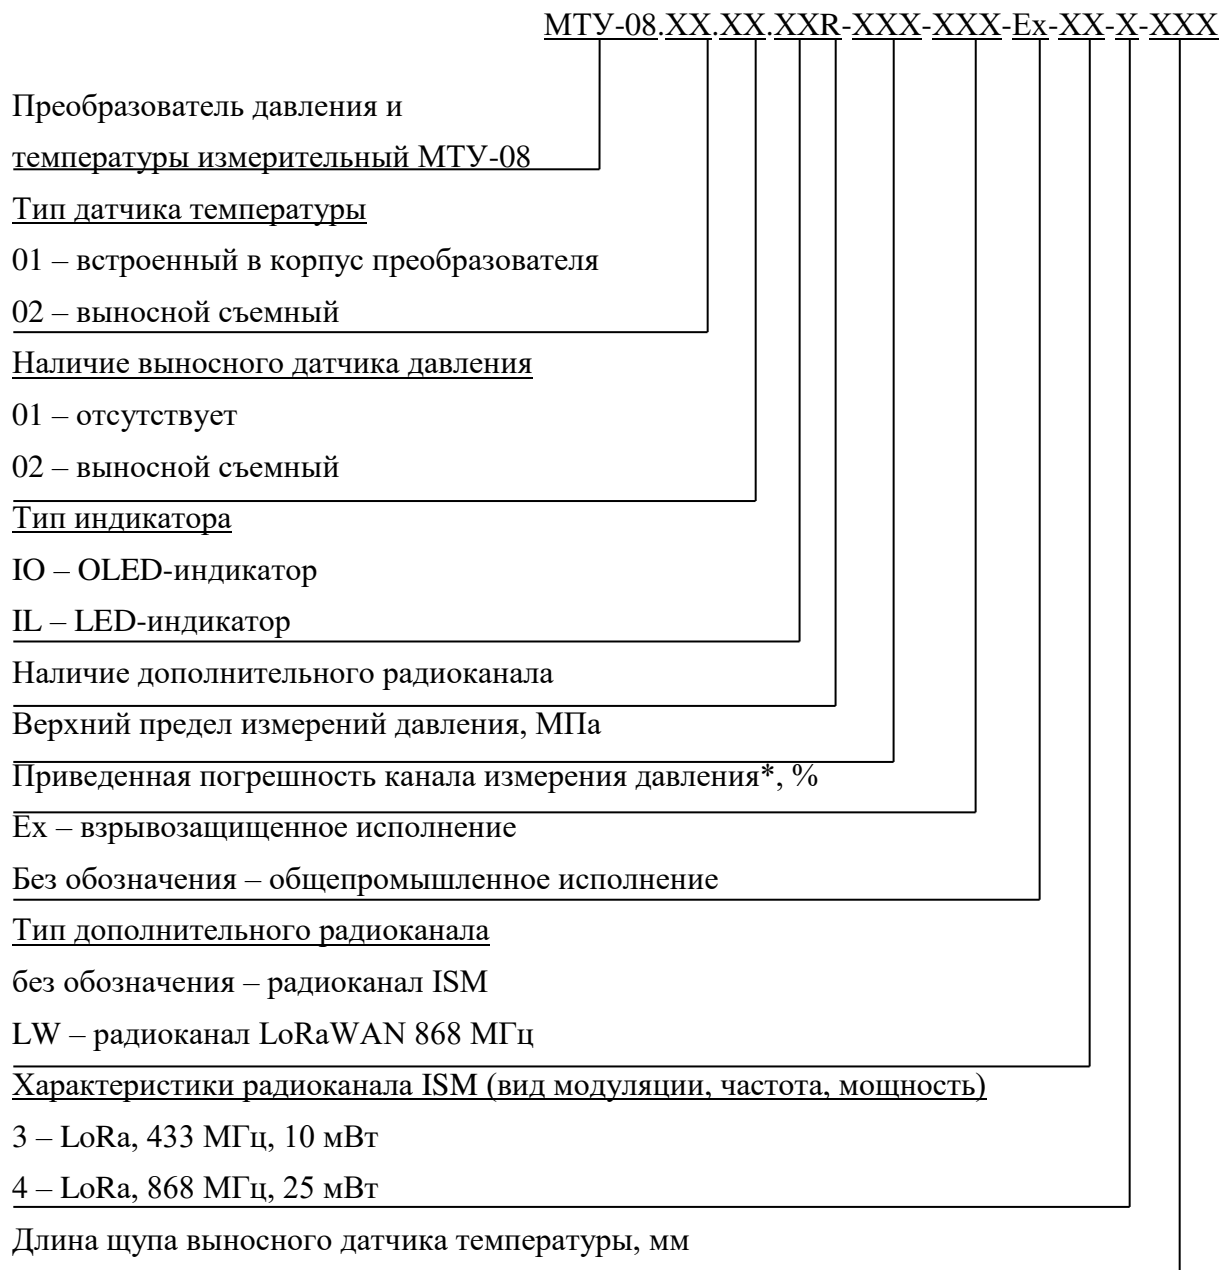 МТУ-08.XX.XX.XXR-XXX-XXX-Ex-XX-X-XXX
Преобразователь давления и
температуры измерительный МТУ-08
Тип датчика температуры
01 – встроенный в корпус преобразователя
02 – выносной съемный
Наличие выносного датчика давления
01 – отсутствует
02 – выносной съемный
Тип индикатора
IO – OLED-индикатор
IL – LED-индикатор
Наличие дополнительного радиоканала
Верхний предел измерений давления, МПа
Приведенная погрешность канала измерения давления*, %
Ex – взрывозащищенное исполнение
Без обозначения – общепромышленное исполнение
Тип дополнительного радиоканала
без обозначения – радиоканал ISM
LW – радиоканал LoRaWAN 868 МГц
Характеристики радиоканала ISM (вид модуляции, частота, мощность)
3 – LoRa, 433 МГц, 10 мВт
4 – LoRa, 868 МГц, 25 мВт
Длина щупа выносного датчика температуры, мм